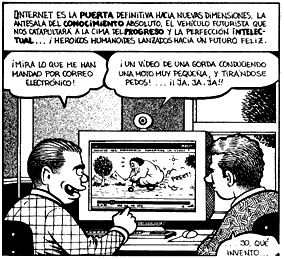 INTERNET ES LA PUERTA DEFINITIVA HACIA NUEVAS DIMENSIONES. LA
ANTESALA DEL CONOCIMIENTO ABSOLUTO, EL VEHÍCULO FUTURISTA QUE
NOS CATAPULTARÁ A LA CIMA DEL PROGRESO Y LA PERFECCIÓN INTELEC-
TUAL... ¡HEROICOS HUMANOIDES LANZADOS HACIA UN FUTURO FELIZ.
¡MIRA LO QUE ME HAN
MANDAO POR CORREO
ELECTRÓNICO!
¡UN VÍDEO DE UNA GORDA CONDUCIENDO
UNA MOTO MUY PEQUEÑA, Y TIRÁNDOSE
PEDOS!... ¡¡JA, JA, JA!!
PREET!
... JO, QUÉ
INVENTO...